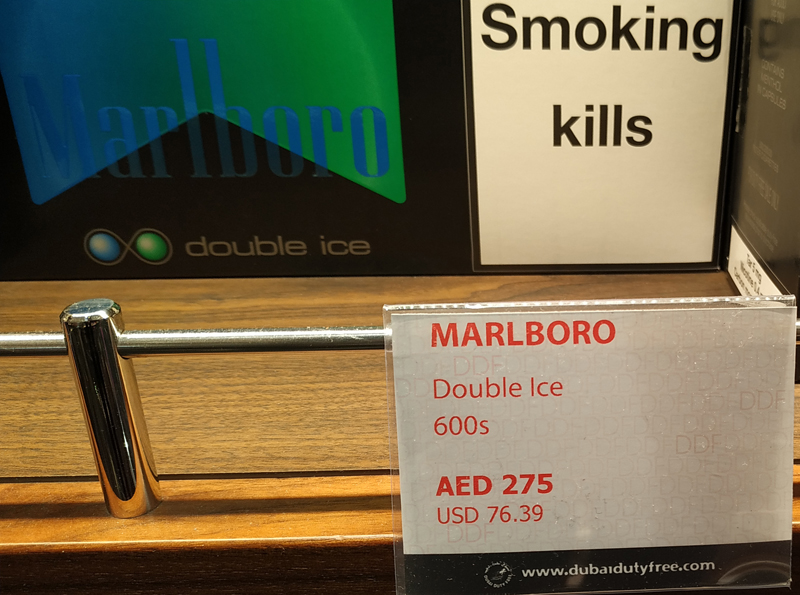 Marlboro
double ice
Smoking
kills
MARLBORO
Double Ice
600s
AED 275
USD 76.39
www.dubaidutyfree.com